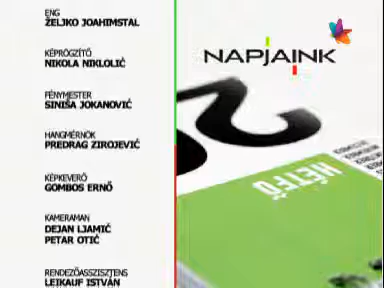 ENG
ŽELJKO JOAHIMSTAL
KÉPRÖGZÍTŐ
NIKOLA NIKLOLIĆ
FÉNYMESTER
SINIŠA JOKANOVIĆ
HANGMÉRNÖK
PREDRAG ZIROJEVIĆ
KÉPKEVERŐ
GOMBOS ERNŐ
KAMERAMAN
DEJAN LJAMIĆ
PETAR OTIĆ
RENDEZŐASSZISZTJENS
LEIKAUF ISTVÁN
NAPJAINK
HÉTFŐ